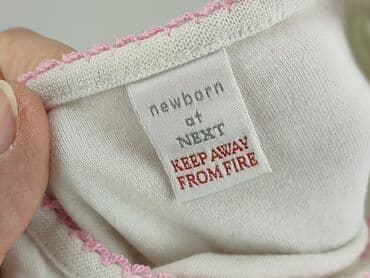 newborn
at
NEXT
KEEP AWAY
FROM FIRE